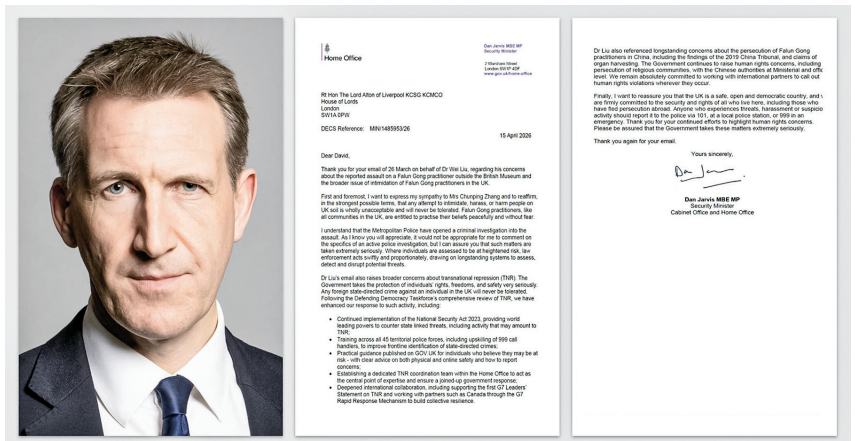 Home Office
Dan Jarvis MBE MP
Security Minister
2 Marsham Street
London SW1P 4DF
www.gov.uk/home-office
Rt Hon The Lord Alton of Liverpool KCSG KCMCO
House of Lords
London
SW1A 0PW
DECS Reference: MIN/1485953/26
15 April 2026
Dear David,
Thank you for your email of 26 March on behalf of Dr Wei Liu, regarding his concerns
about the reported assault on a Falun Gong practitioner outside the British Museum and
the broader issue of intimidation of Falun Gong practitioners in the UK.
First and foremost, I want to express my sympathy to Mrs Chunping Zhang and to reaffirm,
in the strongest possible terms, that any attempt to intimidate, harass, or harm people on
UK soil is wholly unacceptable and will never be tolerated. Falun Gong practitioners, like
all communities in the UK, are entitled to practise their beliefs peacefully and without fear.
I understand that the Metropolitan Police have opened a criminal investigation into the
assault. As I know you will appreciate, it would not be appropriate for me to comment on
the specifics of an active police investigation, but I can assure you that such matters are
taken extremely seriously. Where individuals are assessed to be at heightened risk, law
enforcement acts swiftly and proportionately, drawing on longstanding systems to assess,
detect and disrupt potential threats.
Dr Liu's email also raises broader concerns about transnational repression (TNR). The
Government takes the protection of individuals' rights, freedoms, and safety very seriously.
Any foreign state-directed crime against an individual in the UK will never be tolerated.
Following the Defending Democracy Taskforce's comprehensive review of TNR, we have
enhanced our response to such activity, including:
• Continued implementation of the National Security Act 2023, providing world
leading powers to counter state linked threats, including activity that may amount to
TNR;
• Training across all 45 territorial police forces, including upskilling of 999 call
handlers, to improve frontline identification of state-directed crimes;
• Practical guidance published on GOV UK for individuals who believe they may be at
risk - with clear advice on both physical and online safety and how to report
concerns;
• Establishing a dedicated TNR coordination team within the Home Office to act as
the central point of expertise and ensure a joined-up government response;
• Deepened international collaboration, including supporting the first G7 Leaders'
Statement on TNR and working with partners such as Canada through the G7
Rapid Response Mechanism to build collective resilience.
Dr Liu also referenced longstanding concerns about the persecution of Falun Gong
practitioners in China, including the findings of the 2019 China Tribunal, and claims of
organ harvesting. The Government continues to raise human rights concerns, including
persecution of religious communities, with the Chinese authorities at Ministerial and offic
level. We remain absolutely committed to working with international partners to call out
human rights violations wherever they occur.
Finally, I want to reassure you that the UK is a safe, open and democratic country, and
are firmly committed to the security and rights of all who live here, including those who
have fled persecution abroad. Anyone who experiences threats, harassment or suspicio
activity should report it to the police via 101, at a local police station, or 999 in an
emergency. Thank you for your continued efforts to highlight human rights concerns.
Please be assured that the Government takes these matters extremely seriously.
Thank you again for your email.
Yours sincerely,
Dan Jarvis MBE MP
Security Minister
Cabinet Office and Home Office